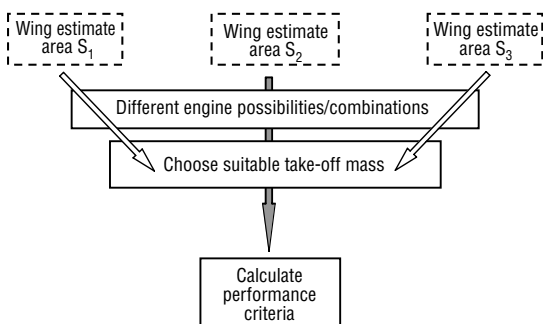 Wing estimate
area S₁
Wing estimate
area S₂
Wing estimate
area S₃
Different engine possibilities/combinations
Choose suitable take-off mass
Calculate
performance
criteria